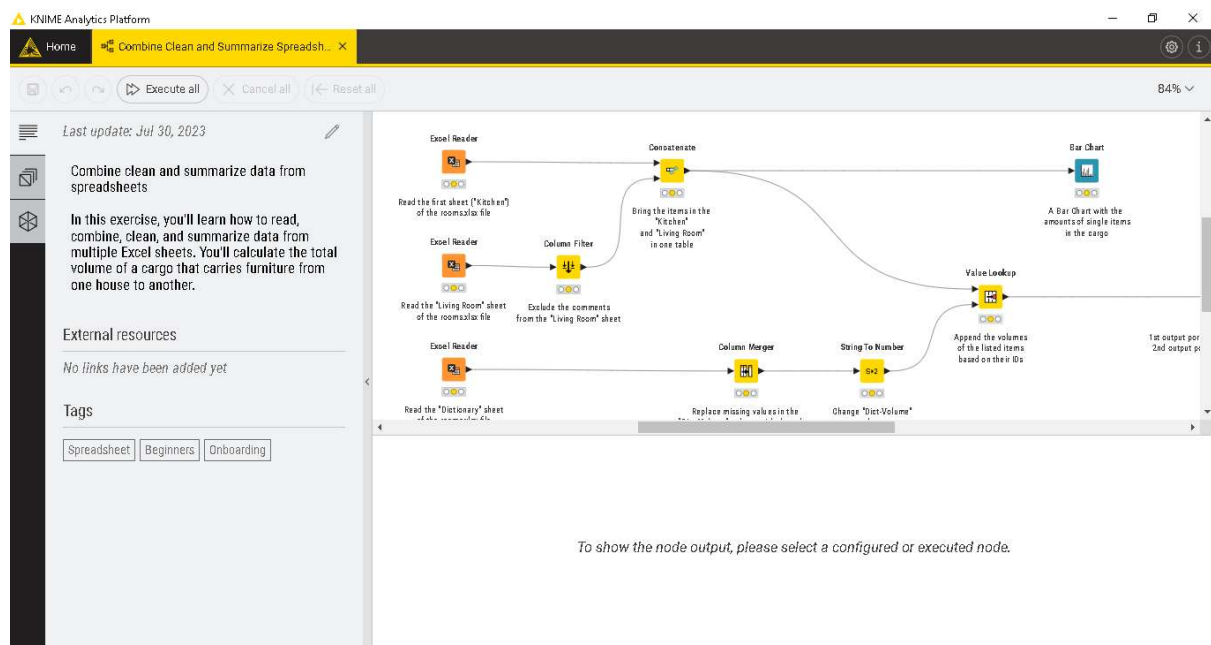 KNIME Analytics Platform
Home
Combine Clean and Summarize Spreadsh...
Execute all
Cancel all
Reset all
84%
Last update: Jul 30, 2023
Combine clean and summarize data from
spreadsheets
In this exercise, you'll learn how to read,
combine, clean, and summarize data from
multiple Excel sheets. You'll calculate the total
volume of a cargo that carries furniture from
one house to another.
External resources
No links have been added yet
Tags
Spreadsheet
Beginners
Onboarding
Excel Reader
Read the first sheet ("Kitchen")
of the rooms.xlsx file
Concatenate
Bring the items in the
"Kitchen"
and "Living Room"
in one table
Bar Chart
A Bar Chart with the
amounts of single items
in the cargo
Excel Reader
Read the "Living Room" sheet
of the rooms.xlsx file
Column Filter
Exclude the comments
from the "Living Room" sheet
Value Lookup
Append the volumes
of the listed items
based on their IDs
1st output por
2nd output po
Excel Reader
Read the "Dictionary" sheet
Column Merger
Replace missing values in the
String To Number
S→2
Change "Dict-Volume"
To show the node output, please select a configured or executed node.